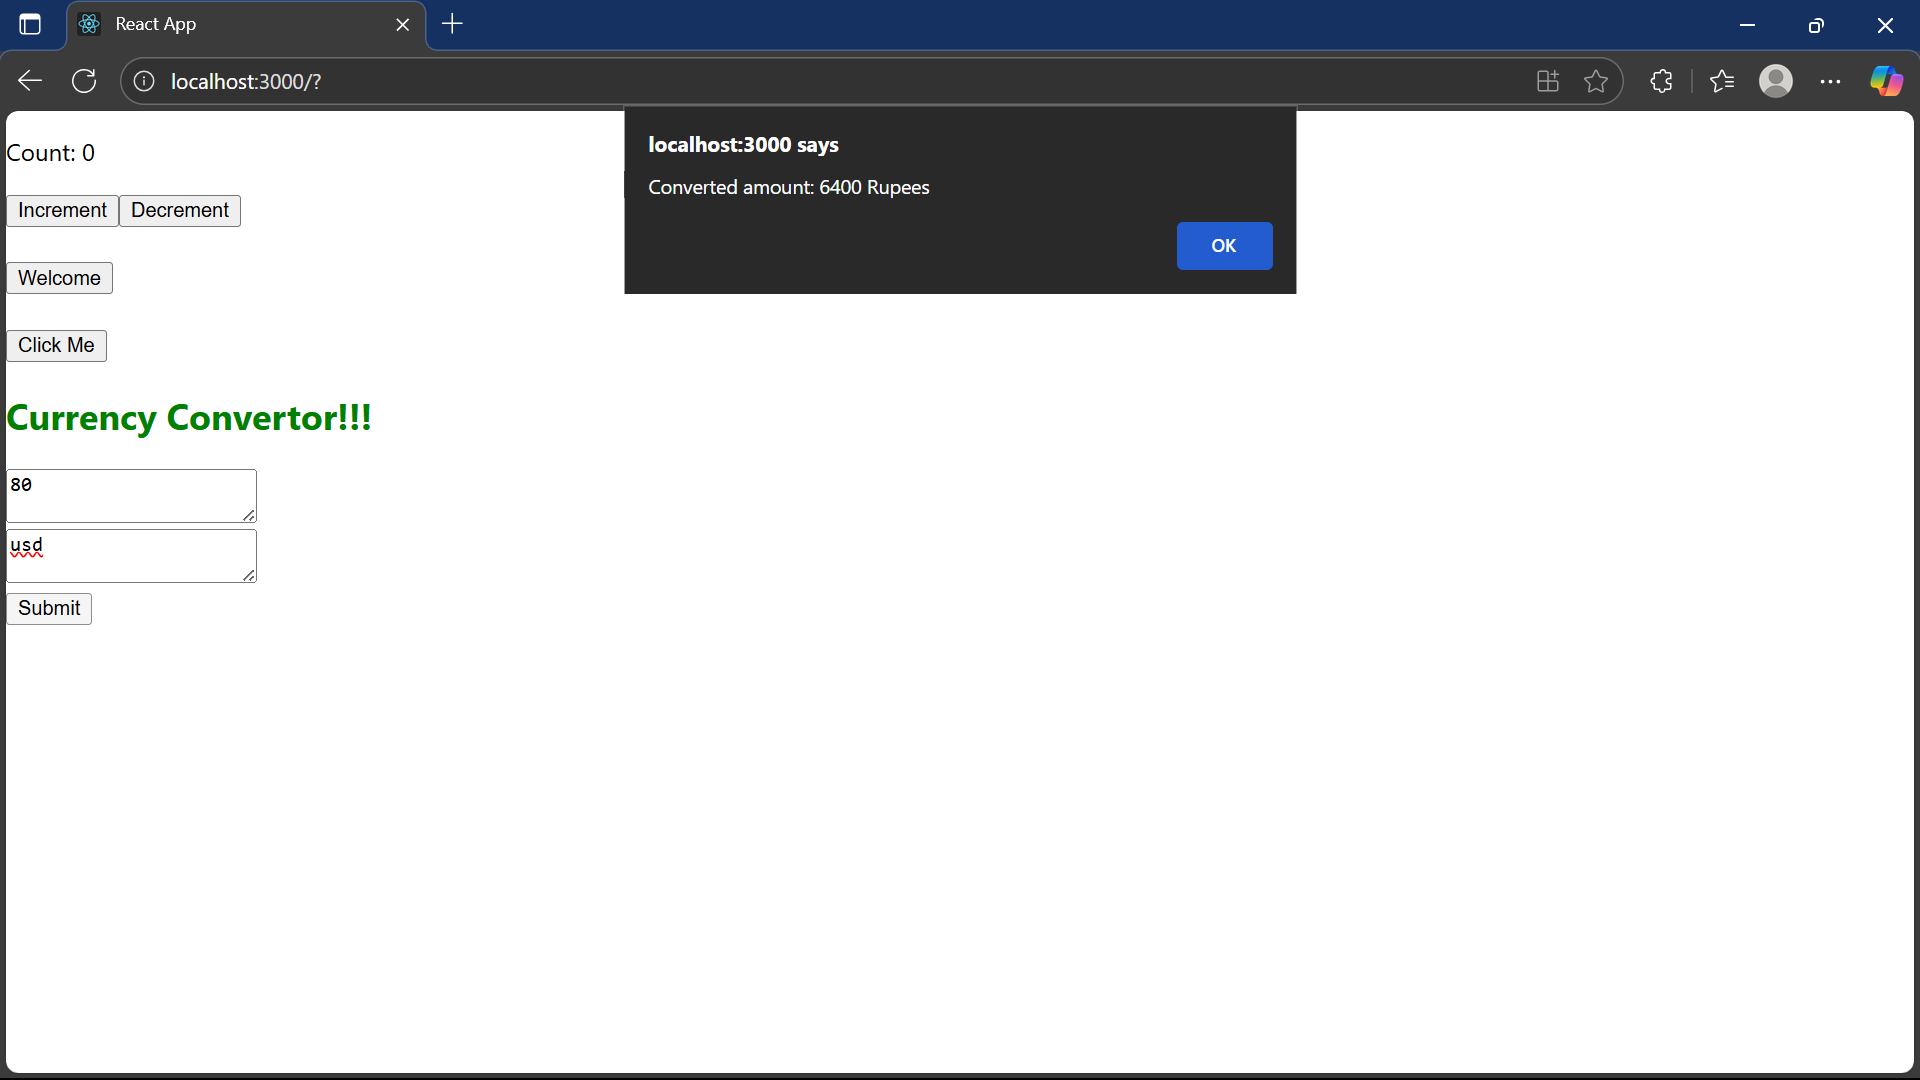 React App
localhost:3000/?
localhost:3000 says
Converted amount: 6400 Rupees
OK
Count: 0
Increment Decrement
Welcome
Click Me
Currency Convertor!!!
80
usd
Submit